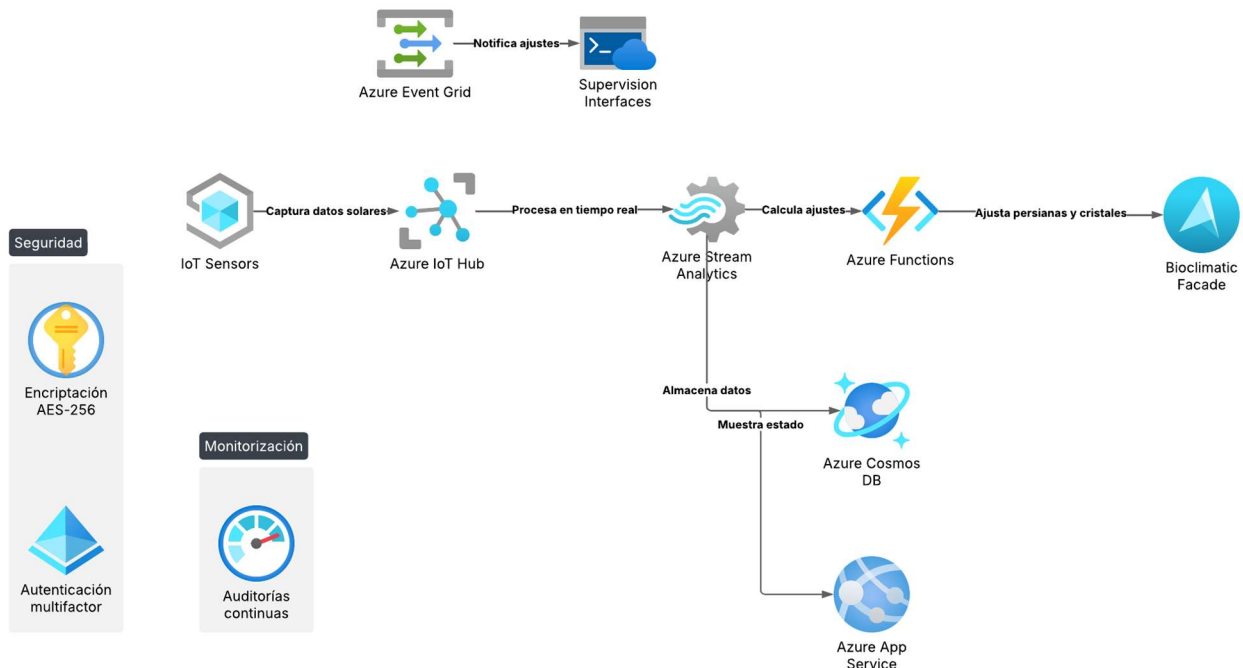 Notifica ajustes
Azure Event Grid
Supervision
Interfaces
Captura datos solares
Procesa en tiempo real
Calcula ajustes
Ajusta persianas y cristales
IoT Sensors
Azure IoT Hub
Azure Stream
Analytics
Azure Functions
Bioclimatic
Facade
Seguridad
Encriptación
AES-256
Autenticación
multifactor
Monitorización
Auditorías
continuas
Almacena datos
Muestra estado
Azure Cosmos
DB
Azure App
Service